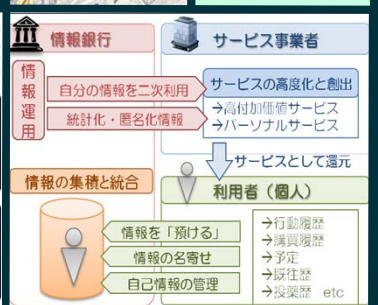 情報銀行
サービス事業者
情報運用
自分の情報を二次利用
統計化・匿名化情報
サービスの高度化と創出
→高付加価値サービス
→パーソナルサービス
サービスとして還元
情報の集積と統合
利用者（個人）
情報を「預ける」
情報の名寄せ
自己情報の管理
→行動履歴
→購買履歴
→予定
→既往歴
→投薬歴 etc